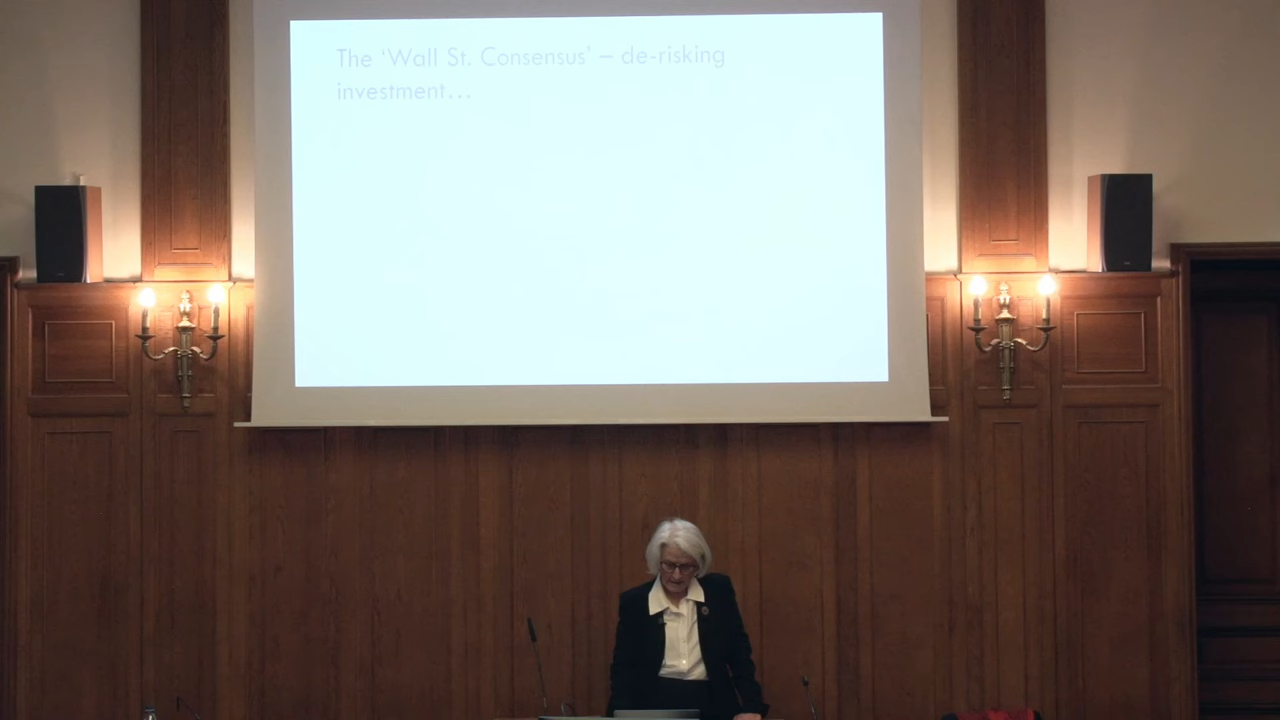 The ‘Wall St. Consensus’ – de-risking
investment…